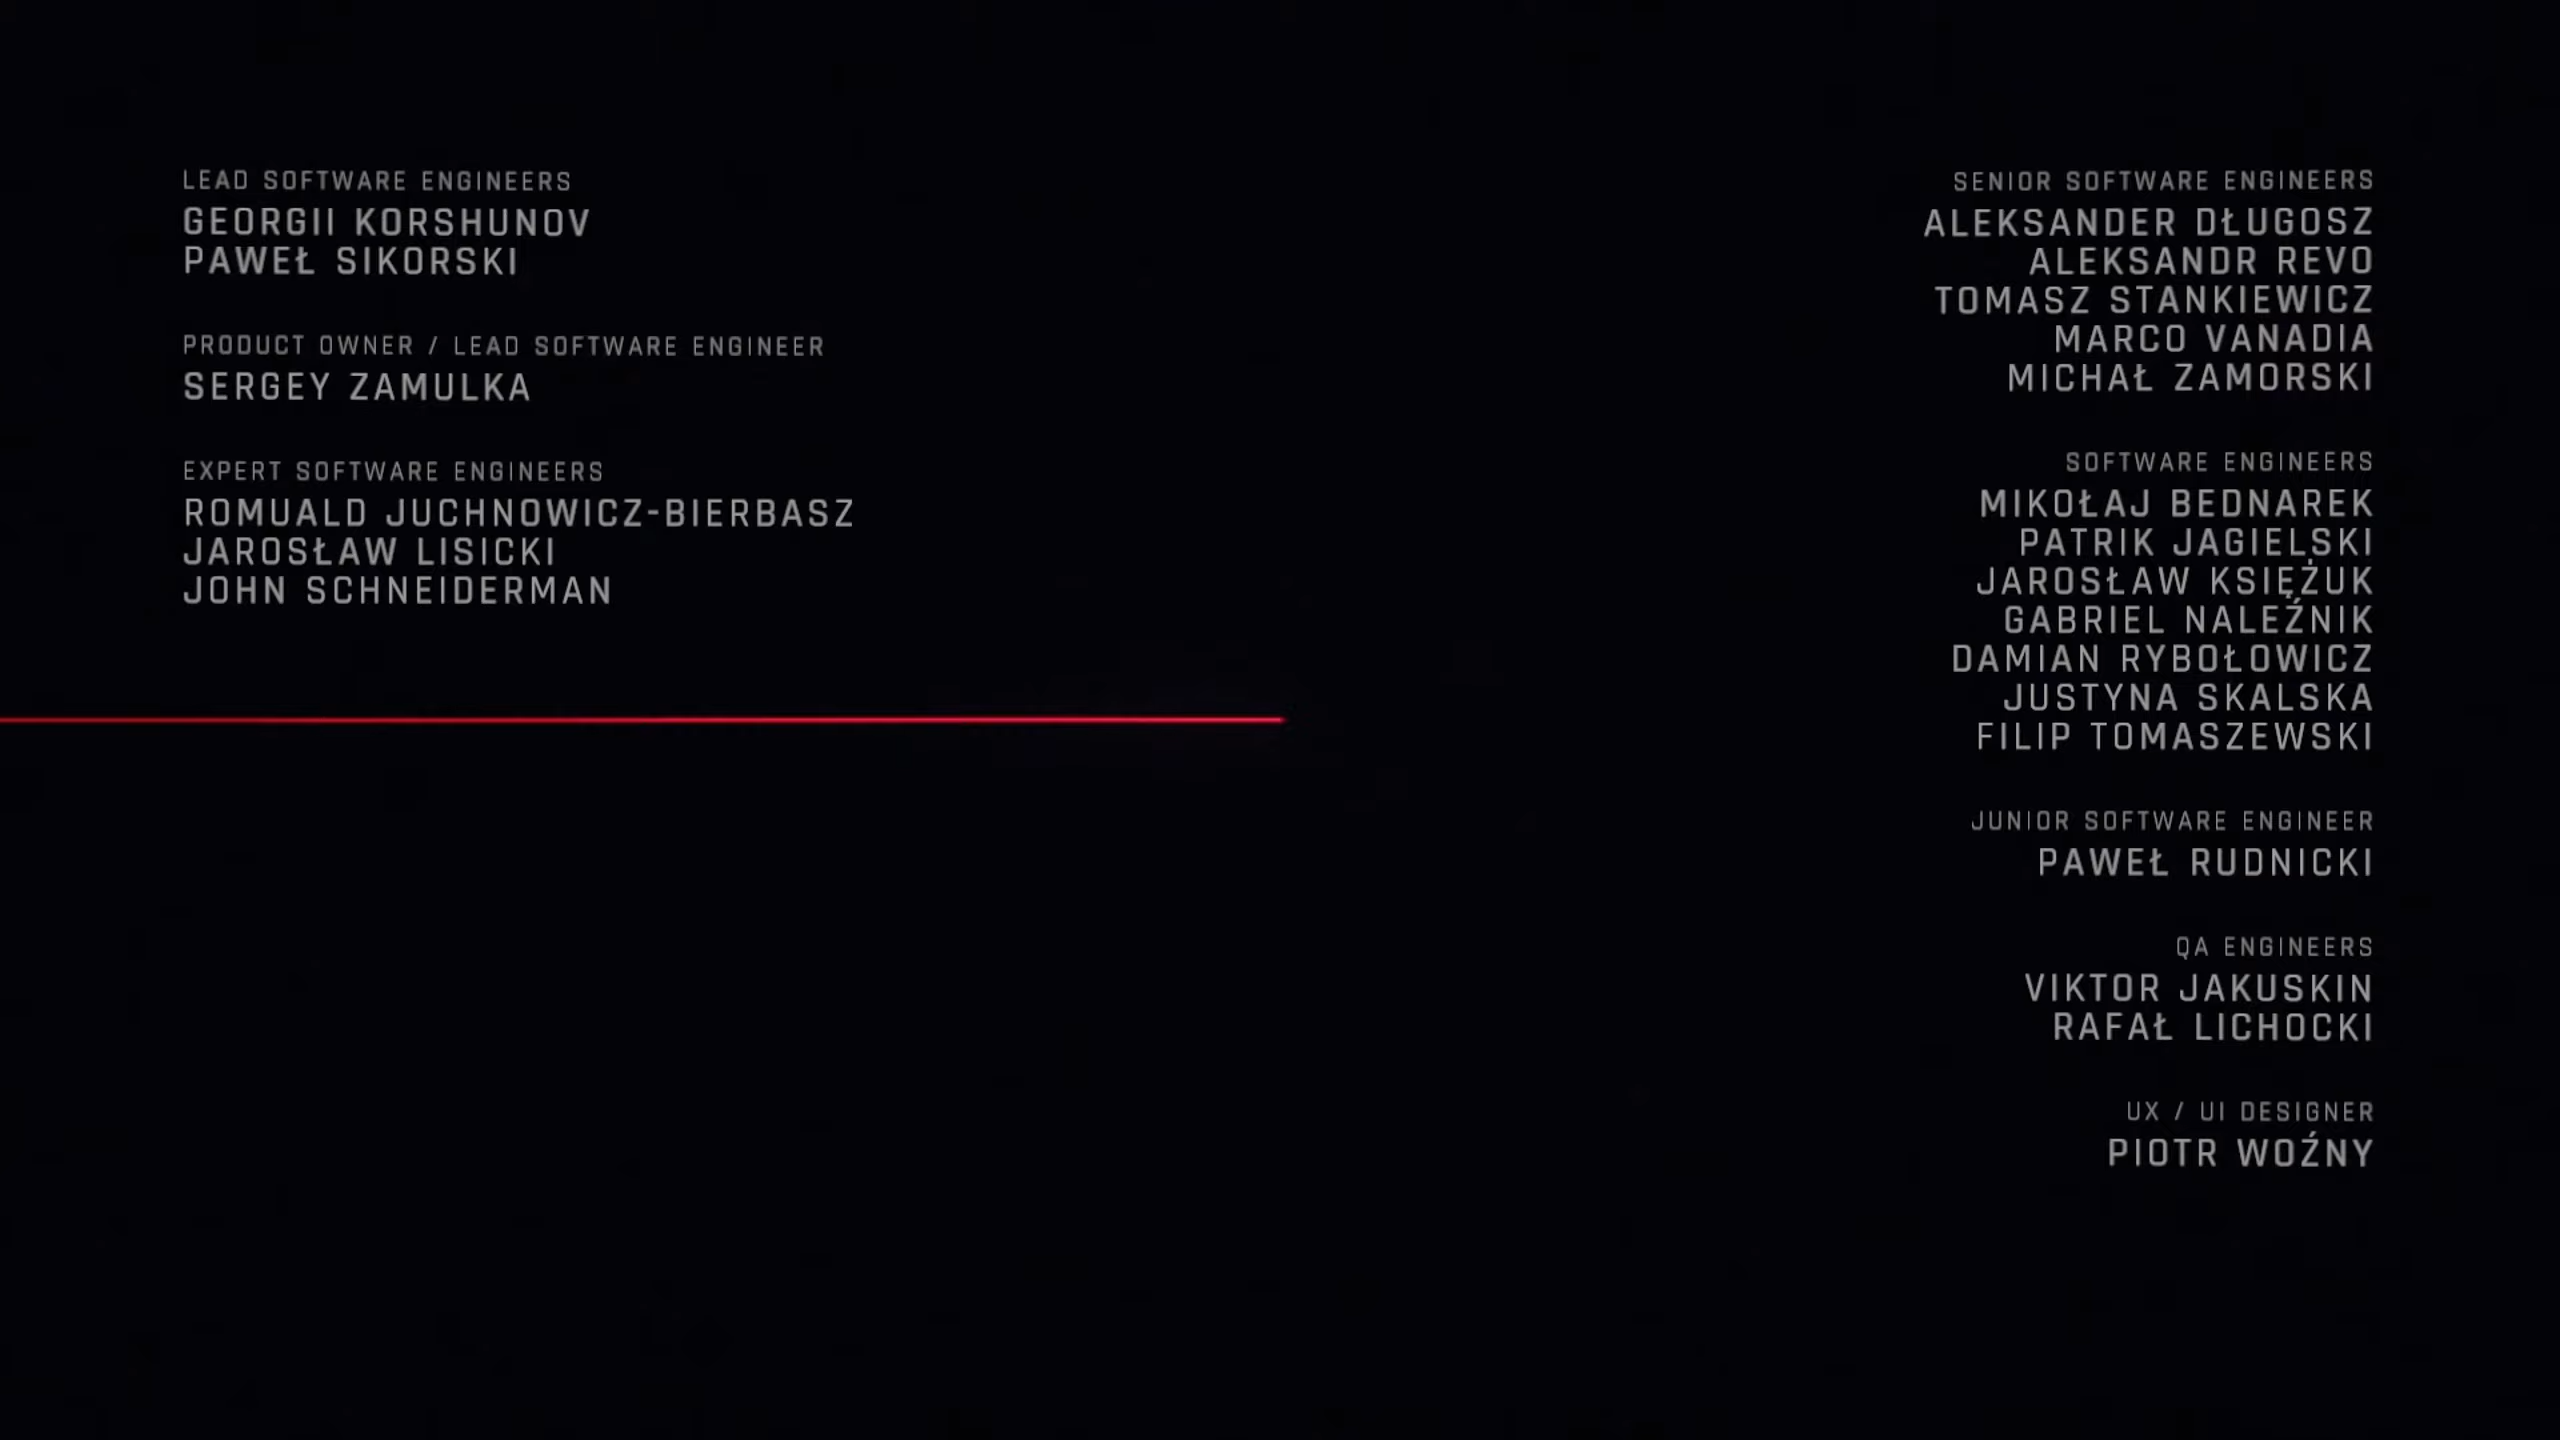 LEAD SOFTWARE ENGINEERS
GEORGII KORSHUNOV
PAWEŁ SIKORSKI
PRODUCT OWNER / LEAD SOFTWARE ENGINEER
SERGEY ZAMULKA
EXPERT SOFTWARE ENGINEERS
ROMUALD JUCHNOWICZ-BIERBASZ
JAROSŁAW LISICKI
JOHN SCHNEIDERMAN
SENIOR SOFTWARE ENGINEERS
ALEKSANDER DŁUGOSZ
ALEKSANDR REVO
TOMASZ STANKIEWICZ
MARCO VANADIA
MICHAŁ ZAMORSKI
SOFTWARE ENGINEERS
MIKOŁAJ BEDNAREK
PATRIK JAGIELSKI
JAROSŁAW KSIĘŻUK
GABRIEL NALEŹNIK
DAMIAN RYBOŁOWICZ
JUSTYNA SKALSKA
FILIP TOMASZEWSKI
JUNIOR SOFTWARE ENGINEER
PAWEŁ RUDNICKI
QA ENGINEERS
VIKTOR JAKUSKIN
RAFAŁ LICHOCKI
UX / UI DESIGNER
PIOTR WOŹNY